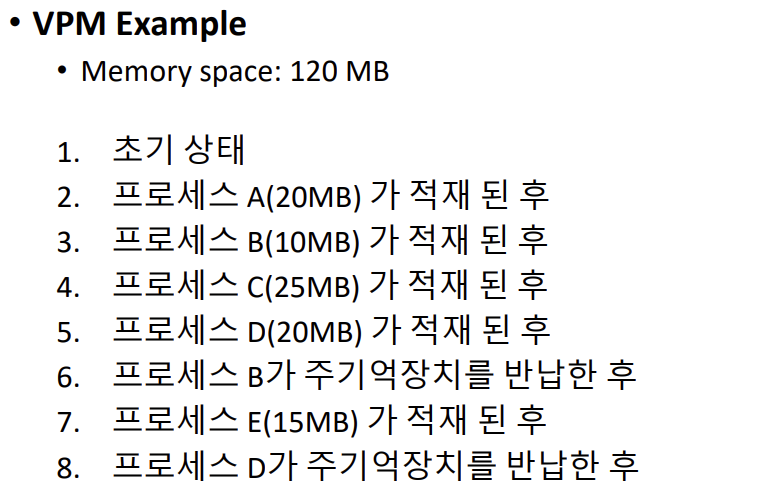 • VPM Example
• Memory space: 120 MB
1. 초기 상태
2. 프로세스 A(20MB) 가 적재 된 후
3. 프로세스 B(10MB) 가 적재 된 후
4. 프로세스 C(25MB) 가 적재 된 후
5. 프로세스 D(20MB) 가 적재 된 후
6. 프로세스 B가 주기억장치를 반납한 후
7. 프로세스 E(15MB) 가 적재 된 후
8. 프로세스 D가 주기억장치를 반납한 후